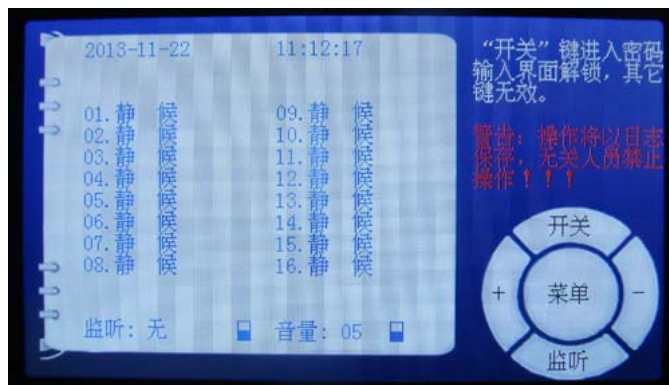 2013-11-22 11:12:17
01.静 候 09.静 候
02.静 候 10.静 候
03.静 候 11.静 候
04.静 候 12.静 候
05.静 候 13.静 候
06.静 候 14.静 候
07.静 候 15.静 候
08.静 候 16.静 候
监听: 无 音量: 05
“开关”键进入密码
输入界面解锁，其它
键无效。
警告：操作将以日志
保存，无关人员禁止
操作！！！
开关
+ 菜单 -
监听